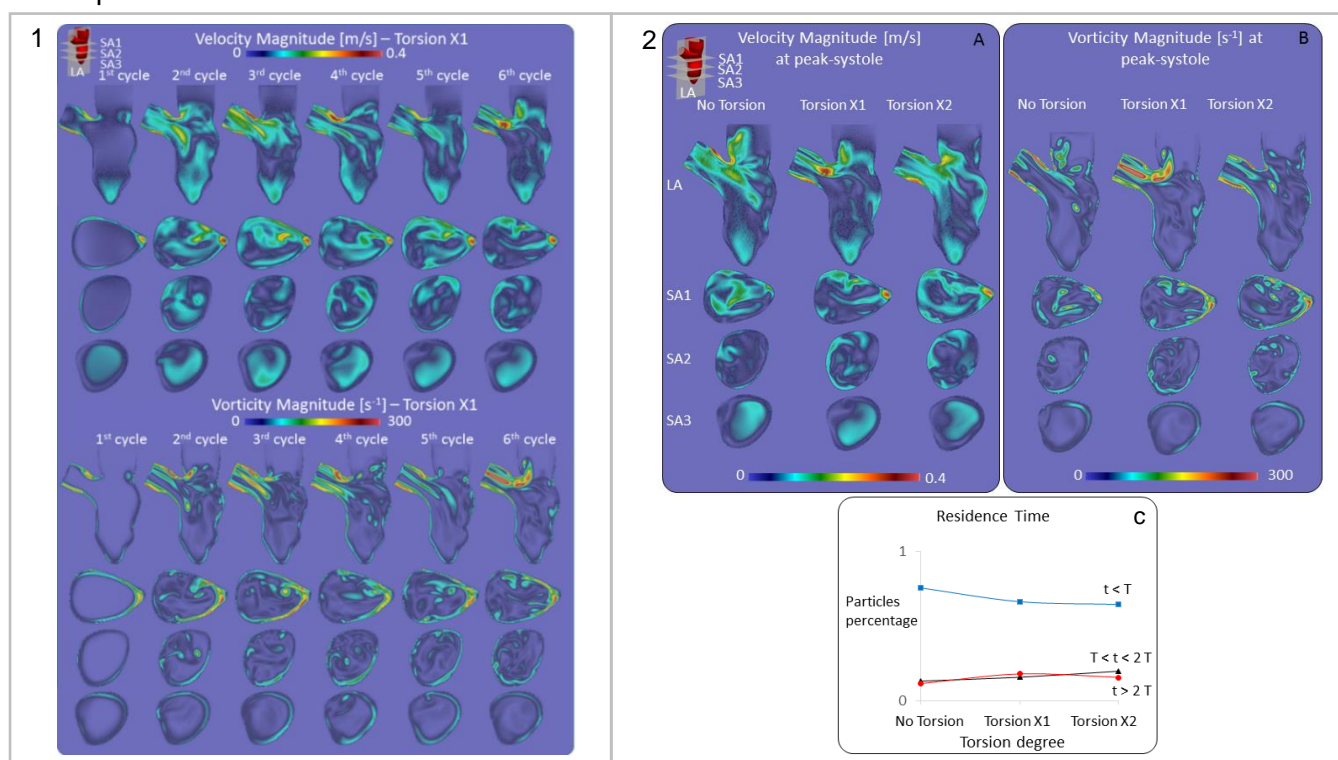 1
SA1
SA2
SA3
LA
Velocity Magnitude [m/s] – Torsion X1
0 0.4
1st cycle 2nd cycle 3rd cycle 4th cycle 5th cycle 6th cycle
Vorticity Magnitude [s-1] – Torsion X1
0 300
1st cycle 2nd cycle 3rd cycle 4th cycle 5th cycle 6th cycle
2
SA1
SA2
SA3
LA
Velocity Magnitude [m/s]
at peak-systole
A
No Torsion Torsion X1 Torsion X2
LA
SA1
SA2
SA3
0 0.4
Vorticity Magnitude [s-1] at
peak-systole
B
No Torsion Torsion X1 Torsion X2
0 300
Residence Time
C
1
Particles
percentage
t < T
T < t < 2 T
t > 2 T
0
No Torsion Torsion X1 Torsion X2
Torsion degree